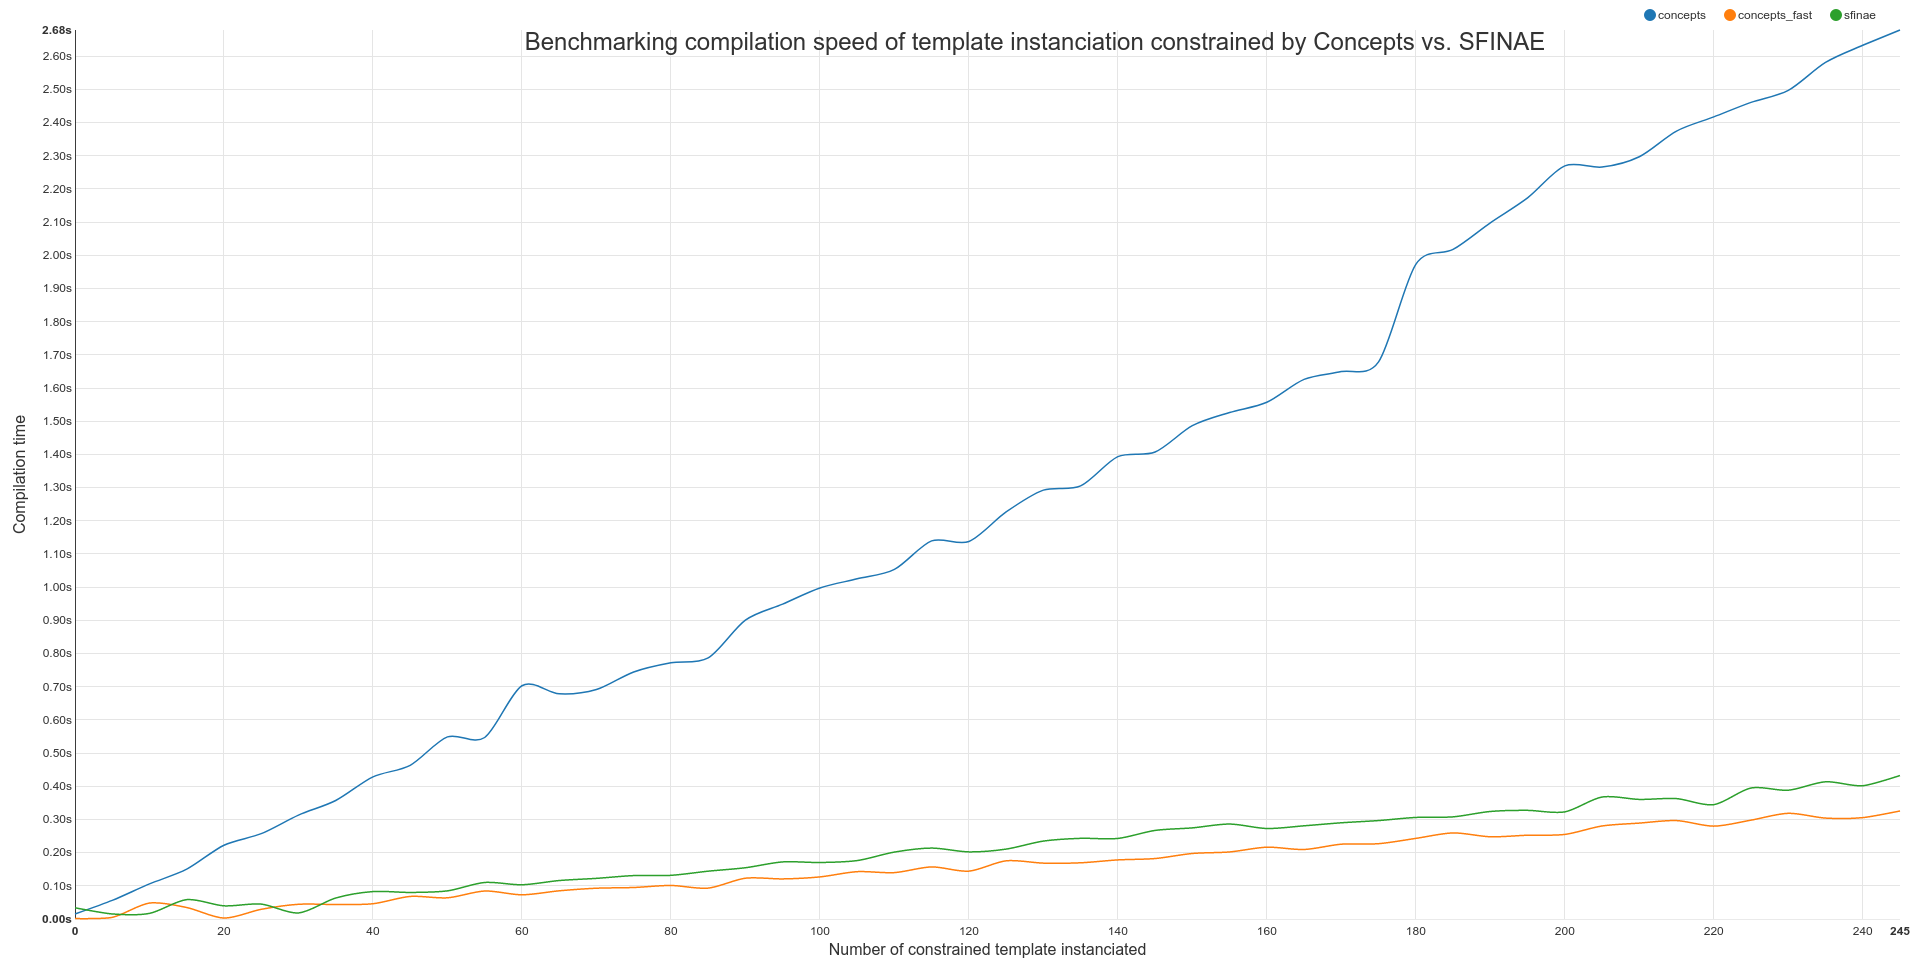 concepts concepts_fast sfinae
Benchmarking compilation speed of template instanciation constrained by Concepts vs. SFINAE
2.68s
2.60s
2.50s
2.40s
2.30s
2.20s
2.10s
2.00s
1.90s
1.80s
1.70s
1.60s
1.50s
1.40s
1.30s
1.20s
1.10s
1.00s
0.90s
0.80s
0.70s
0.60s
0.50s
0.40s
0.30s
0.20s
0.10s
0.00s
Compilation time
0 20 40 60 80 100 120 140 160 180 200 220 240 245
Number of constrained template instanciated